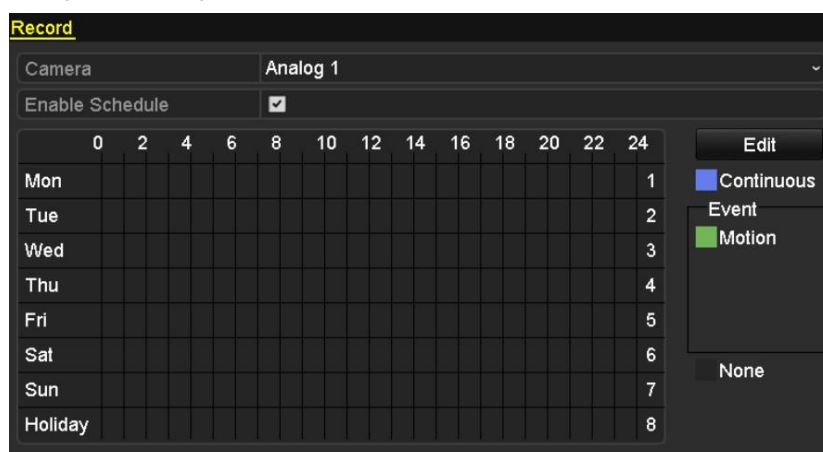 Record
Camera Analog 1
Enable Schedule
0 2 4 6 8 10 12 14 16 18 20 22 24
Mon 1
Tue 2
Wed 3
Thu 4
Fri 5
Sat 6
Sun 7
Holiday 8
Edit
Continuous
Event
Motion
None